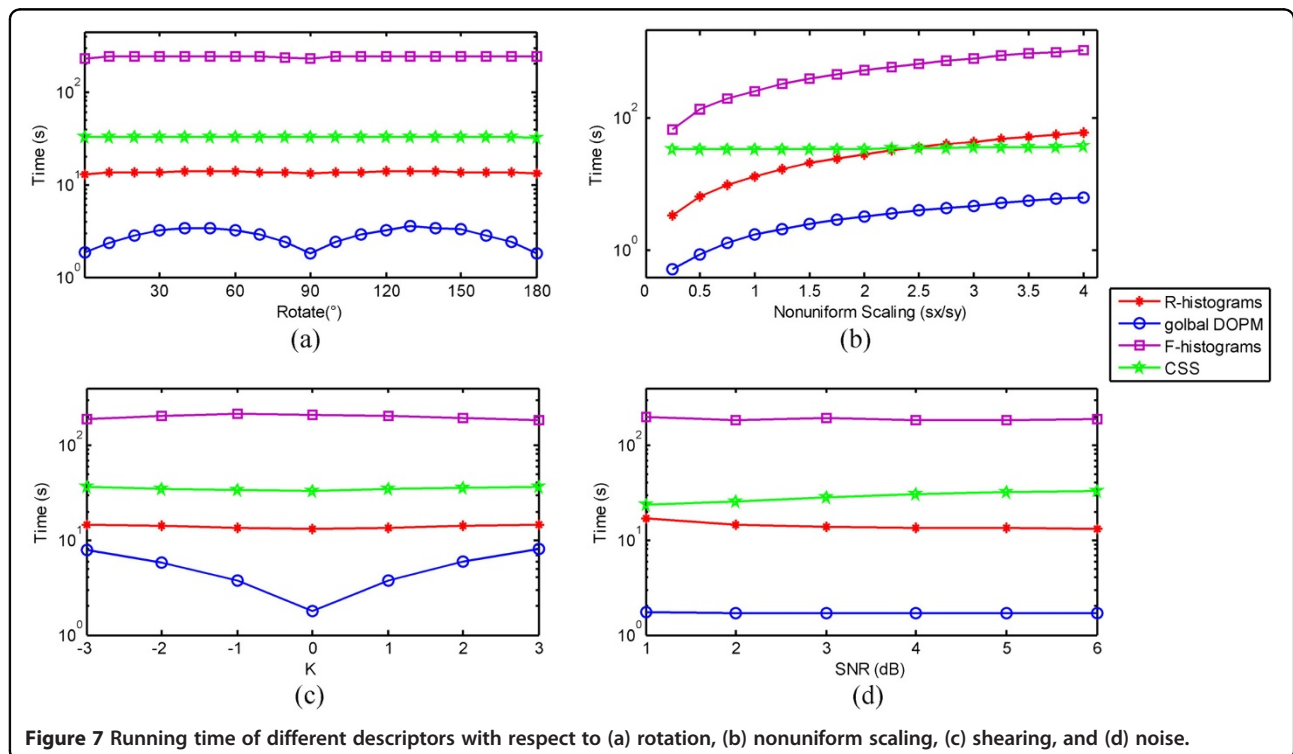 10²
10¹
10⁰
Time (s)
30
60
90
120
150
180
Rotate(°)
(a)
10²
10⁰
Time (s)
0
0.5
1
1.5
2
2.5
3
3.5
4
Nonuniform Scaling (sx/sy)
(b)
R-histograms
golbal DOPM
F-histograms
CSS
10²
10¹
10⁰
Time (s)
-3
-2
-1
0
1
2
3
K
(c)
10²
10¹
10⁰
Time (s)
1
2
3
4
5
6
SNR (dB)
(d)
Figure 7 Running time of different descriptors with respect to (a) rotation, (b) nonuniform scaling, (c) shearing, and (d) noise.